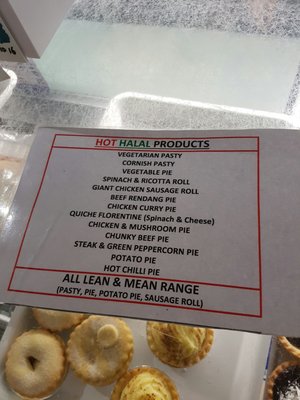 HOT HALAL PRODUCTS
VEGETARIAN PASTY
CORNISH PASTY
VEGETABLE PIE
SPINACH & RICOTTA ROLL
GIANT CHICKEN SAUSAGE ROLL
BEEF RENDANG PIE
CHICKEN CURRY PIE
QUICHE FLORENTINE (Spinach & Cheese)
CHICKEN & MUSHROOM PIE
CHUNKY BEEF PIE
STEAK & GREEN PEPPERCORN PIE
POTATO PIE
HOT CHILLI PIE
ALL LEAN & MEAN RANGE
(PASTY, PIE, POTATO PIE, SAUSAGE ROLL)